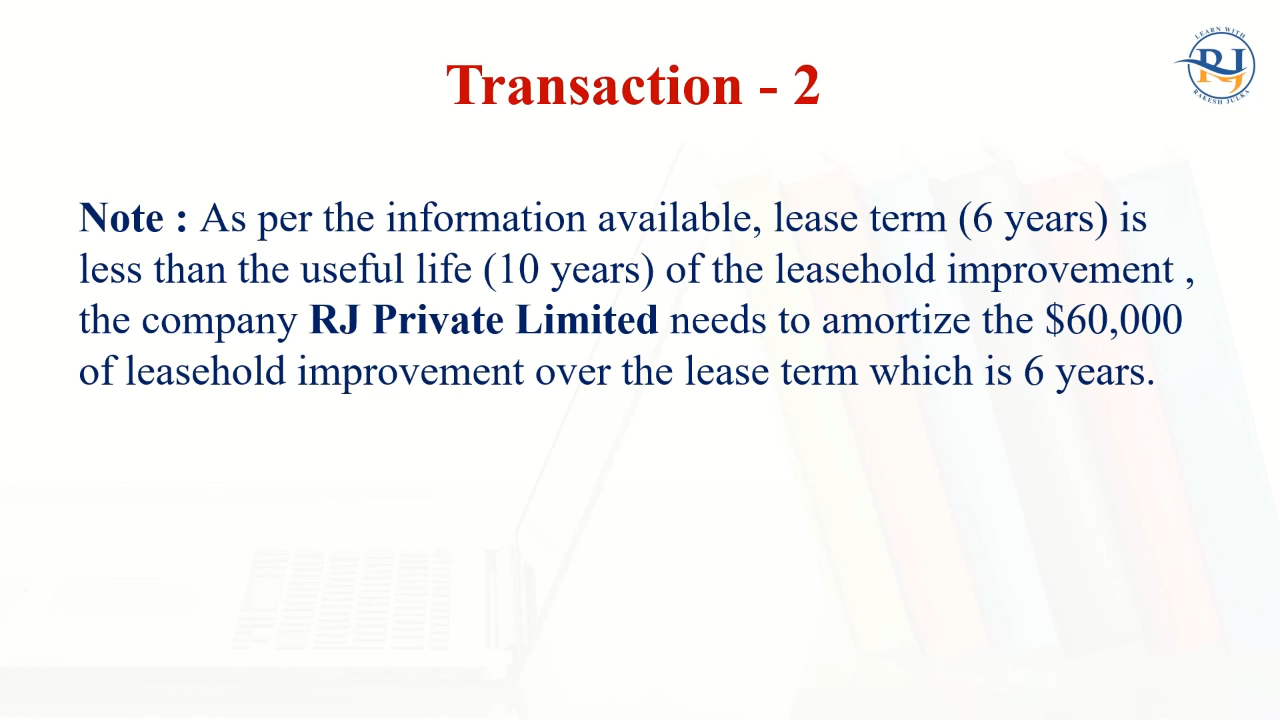 LEARN WITH
RJ
RAKESH JULKA
Transaction - 2
Note : As per the information available, lease term (6 years) is
less than the useful life (10 years) of the leasehold improvement ,
the company RJ Private Limited needs to amortize the $60,000
of leasehold improvement over the lease term which is 6 years.